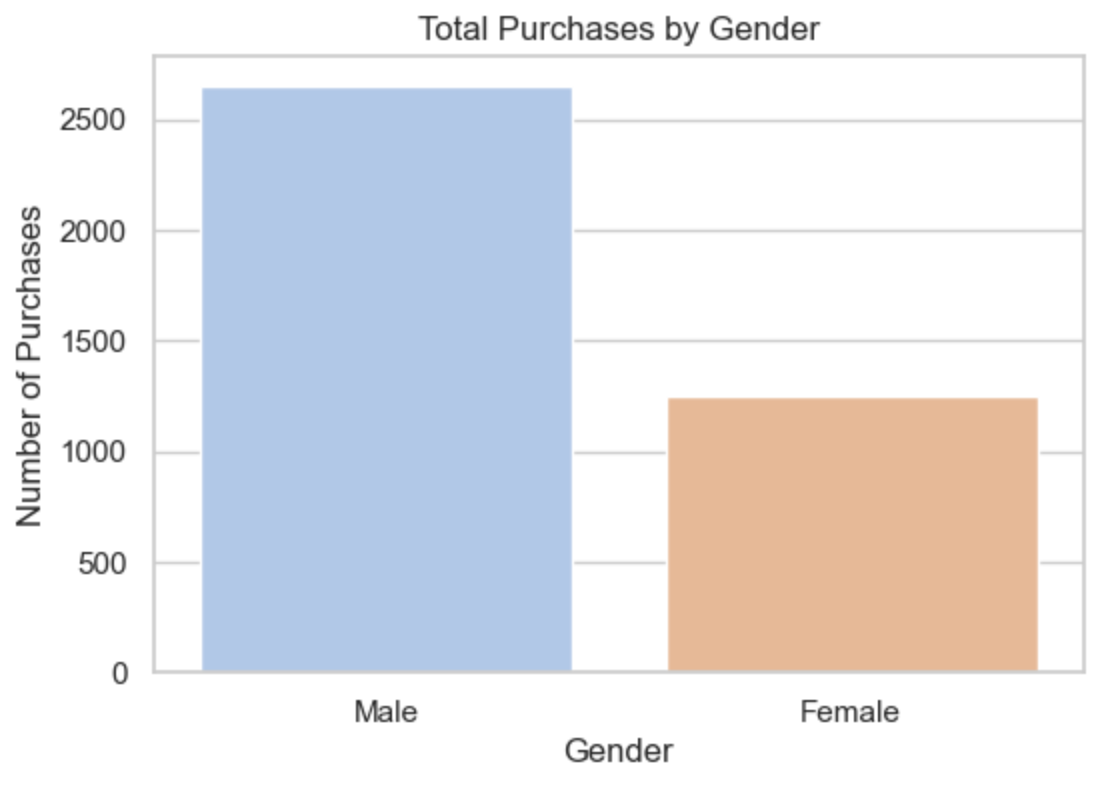 Total Purchases by Gender
Number of Purchases
2500
2000
1500
1000
500
0
Male
Female
Gender